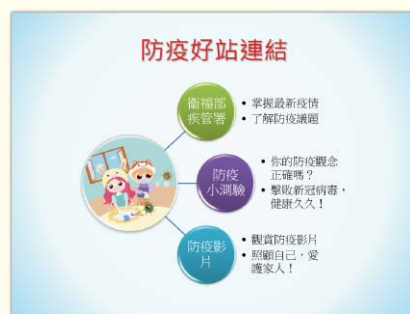 防疫好站連結
衛福部
疾管署
• 掌握最新疫情
• 了解防疫議題
防疫
小測驗
• 你的防疫觀念
正確嗎？
• 擊敗新冠病毒，
健康久久！
防疫影
片
• 觀賞防疫影片
• 照顧自己，愛
護家人！